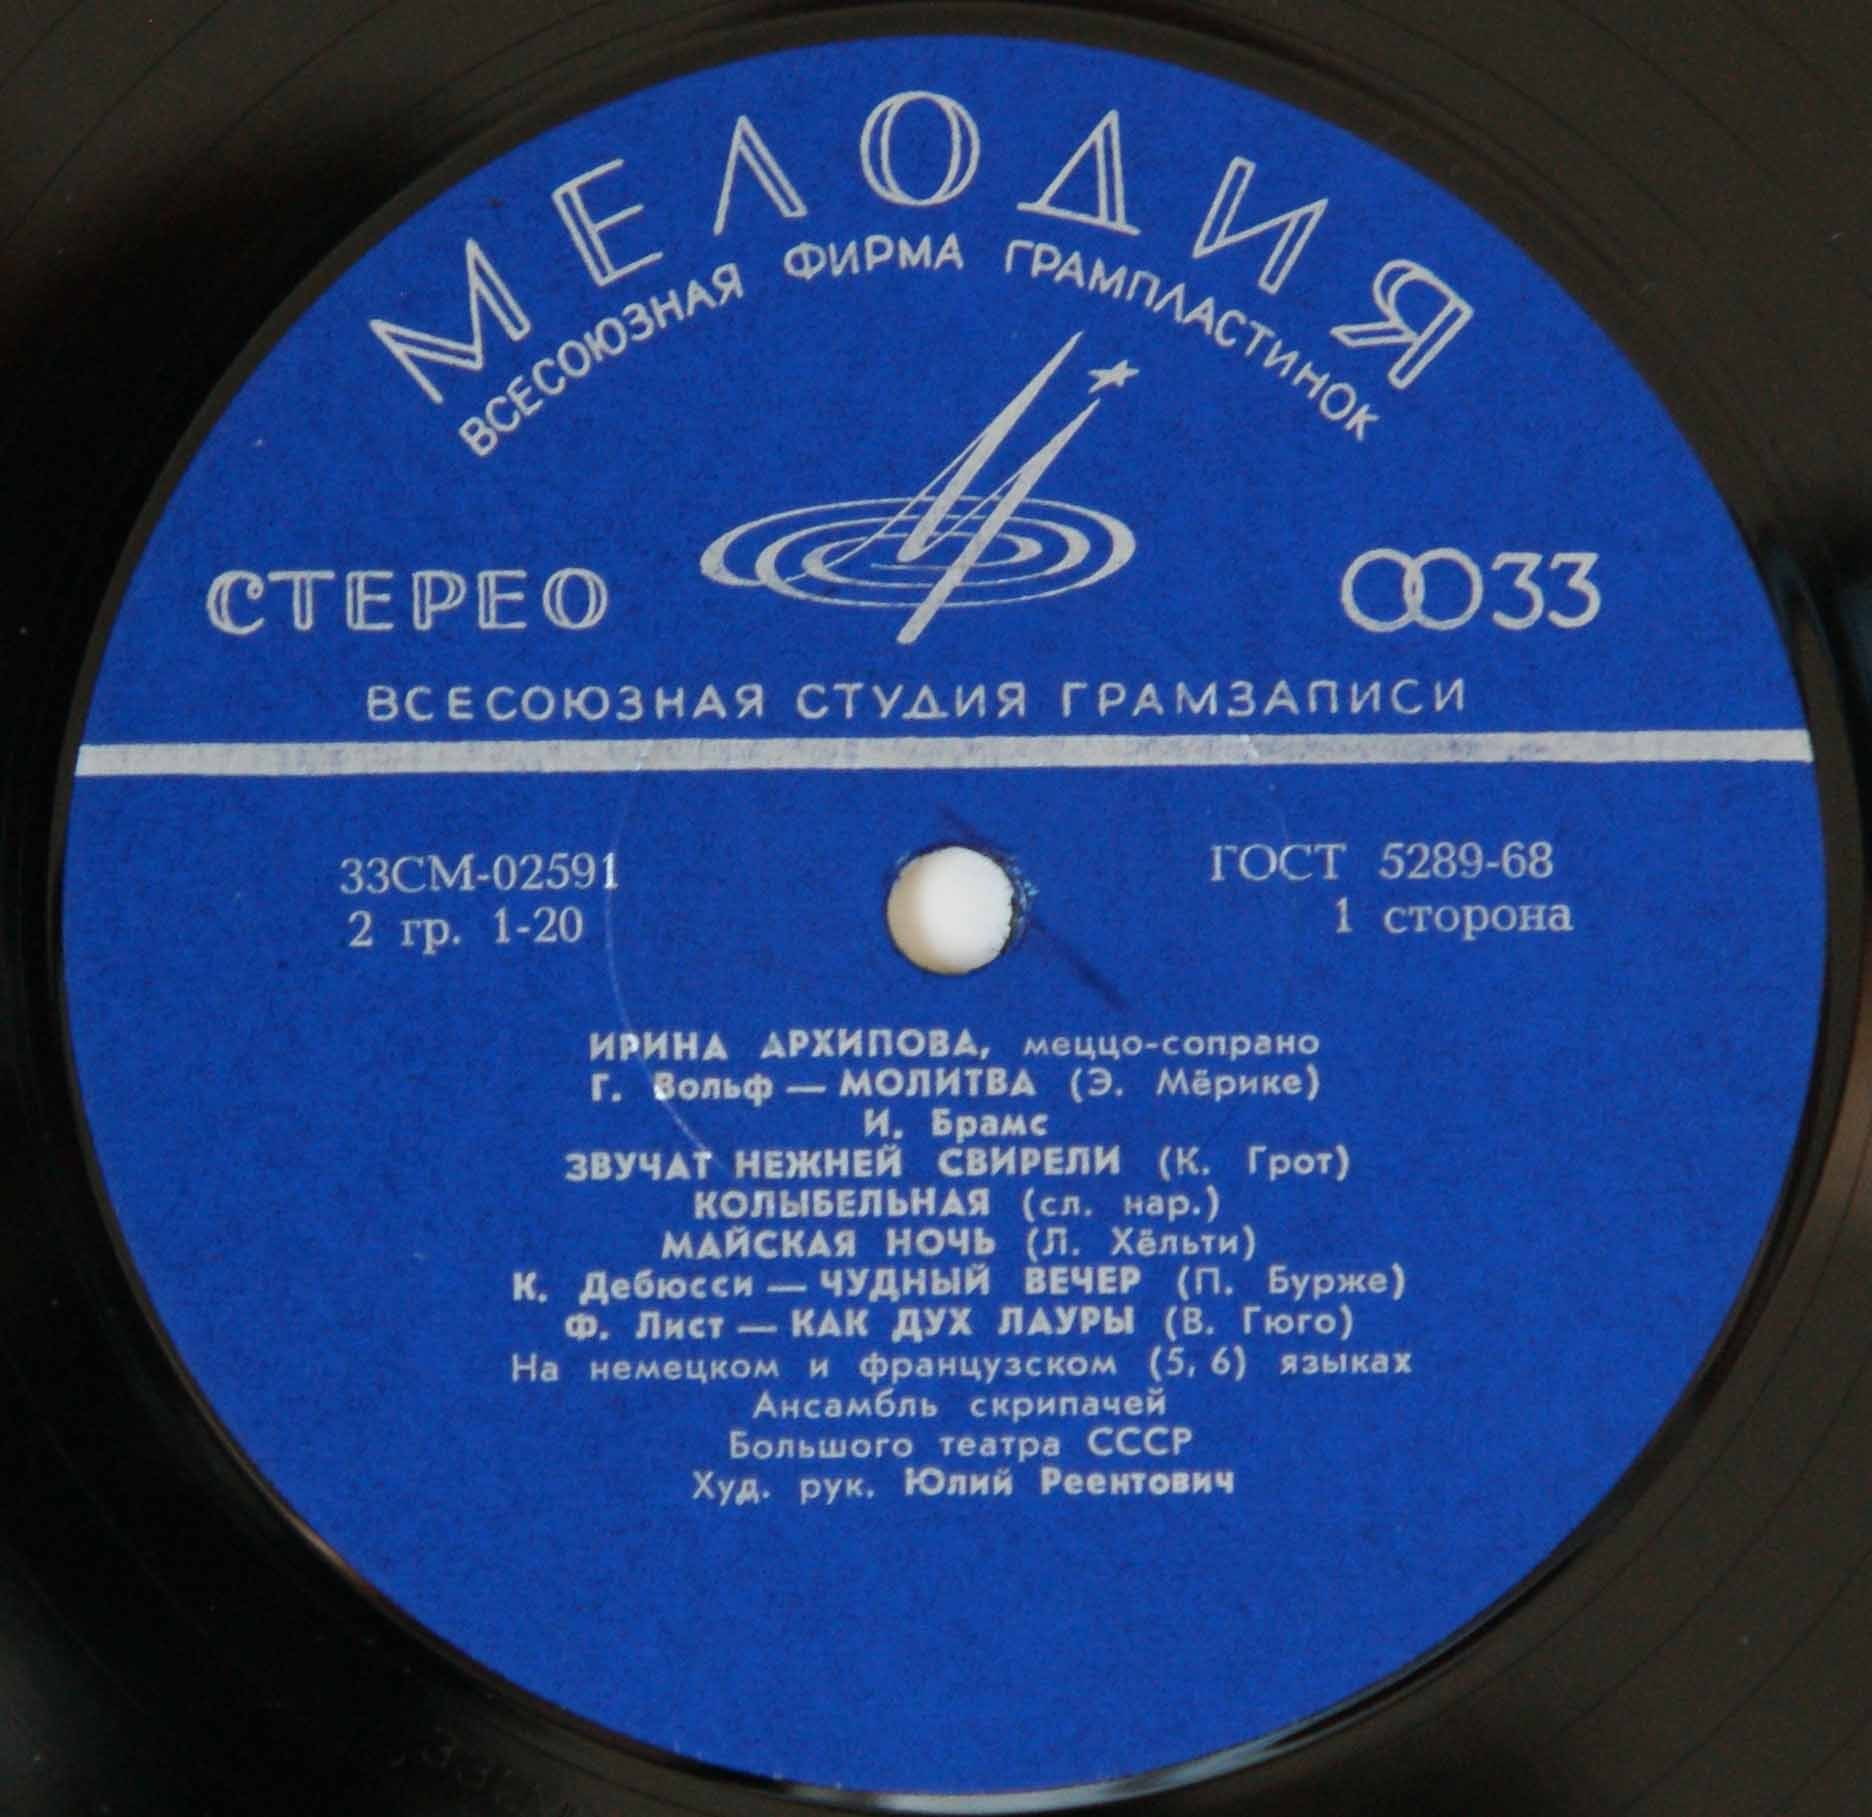 МЕЛОДИЯ
ВСЕСОЮЗНАЯ ФИРМА ГРАМПЛАСТИНОК
СТЕРЕО
33
ВСЕСОЮЗНАЯ СТУДИЯ ГРАМЗАПИСИ
33СМ-02591
2 гр. 1-20
ГОСТ 5289-68
1 сторона
ИРИНА АРХИПОВА, меццо-сопрано
Г. Вольф — МОЛИТВА (Э. Мёрике)
И. Брамс
ЗВУЧАТ НЕЖНЕЙ СВИРЕЛИ (К. Грот)
КОЛЫБЕЛЬНАЯ (сл. нар.)
МАЙСКАЯ НОЧЬ (Л. Хёльти)
К. Дебюсси — ЧУДНЫЙ ВЕЧЕР (П. Бурже)
Ф. Лист — КАК ДУХ ЛАУРЫ (В. Гюго)
На немецком и французском (5, 6) языках
Ансамбль скрипачей
Большого театра СССР
Худ. рук. Юлий Реентович